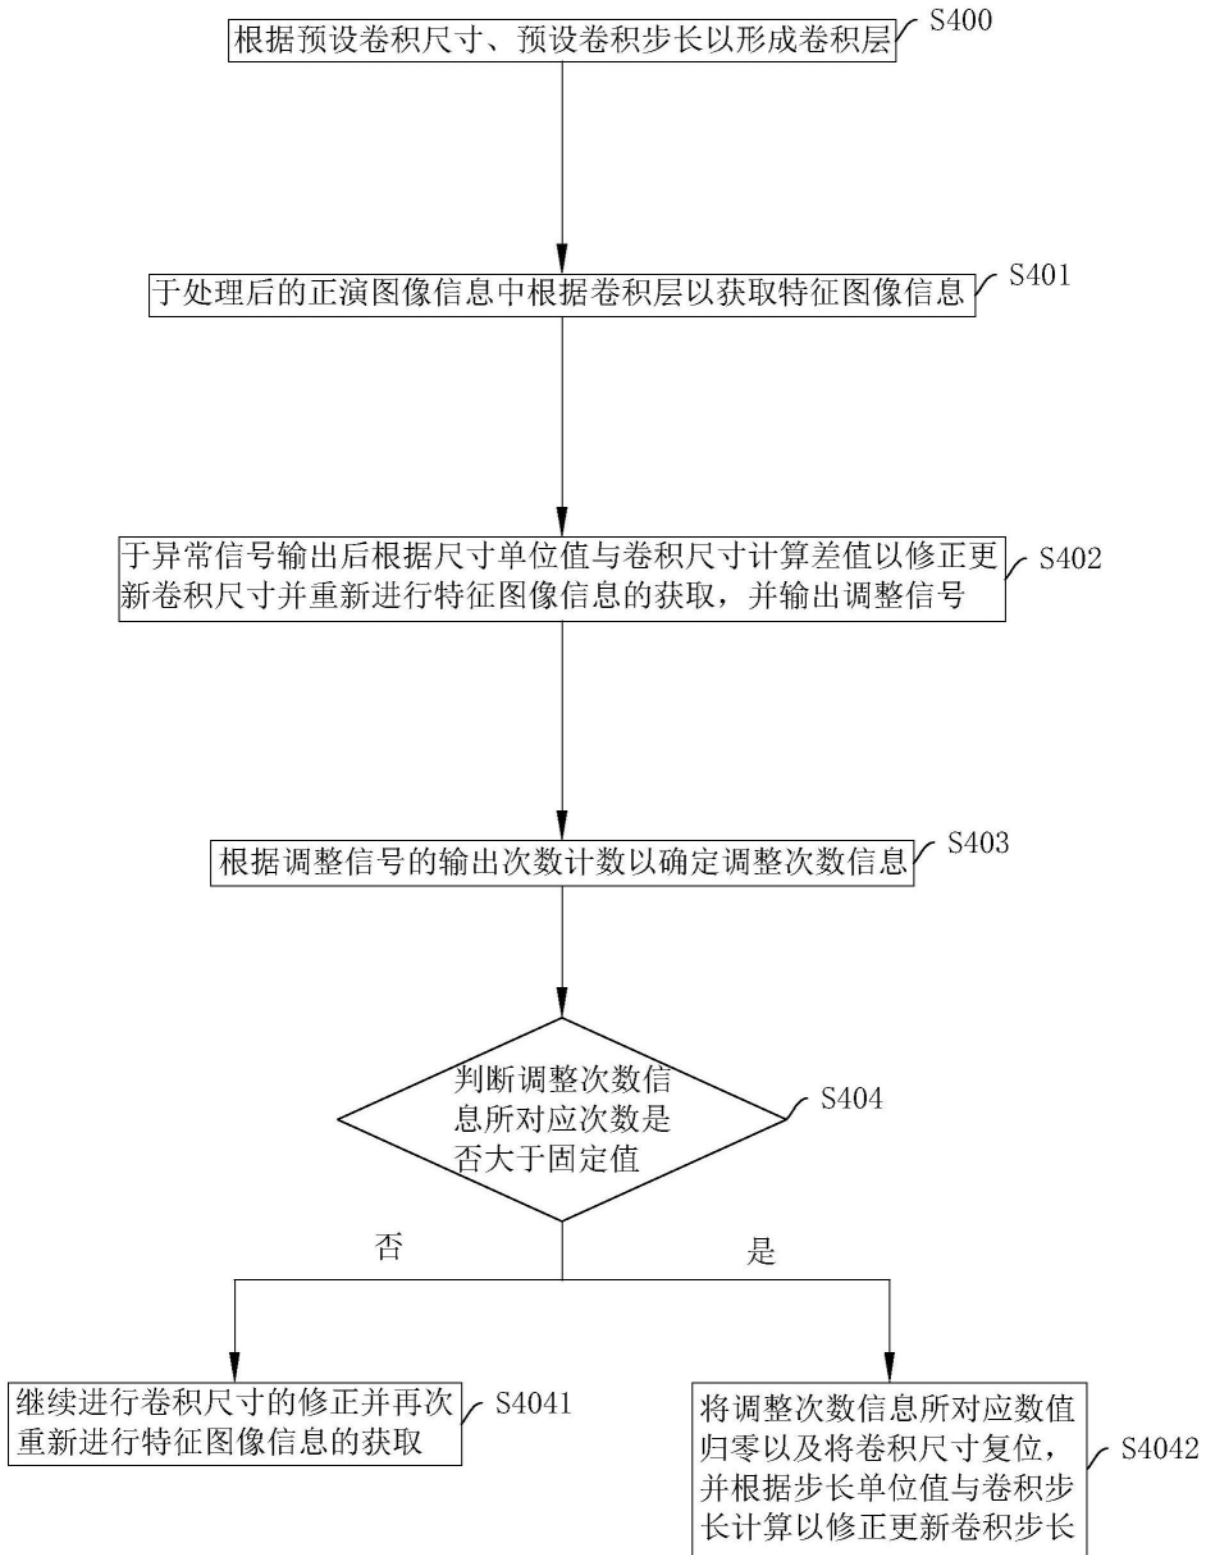 根据预设卷积尺寸、预设卷积步长以形成卷积层
S400
于处理后的正演图像信息中根据卷积层以获取特征图像信息
S401
于异常信号输出后根据尺寸单位值与卷积尺寸计算差值以修正更
新卷积尺寸并重新进行特征图像信息的获取，并输出调整信号
S402
根据调整信号的输出次数计数以确定调整次数信息
S403
判断调整次数信
息所对应次数是
否大于固定值
S404
否
是
继续进行卷积尺寸的修正并再次
重新进行特征图像信息的获取
S4041
将调整次数信息所对应数值
归零以及将卷积尺寸复位，
并根据步长单位值与卷积步
长计算以修正更新卷积步长
S4042